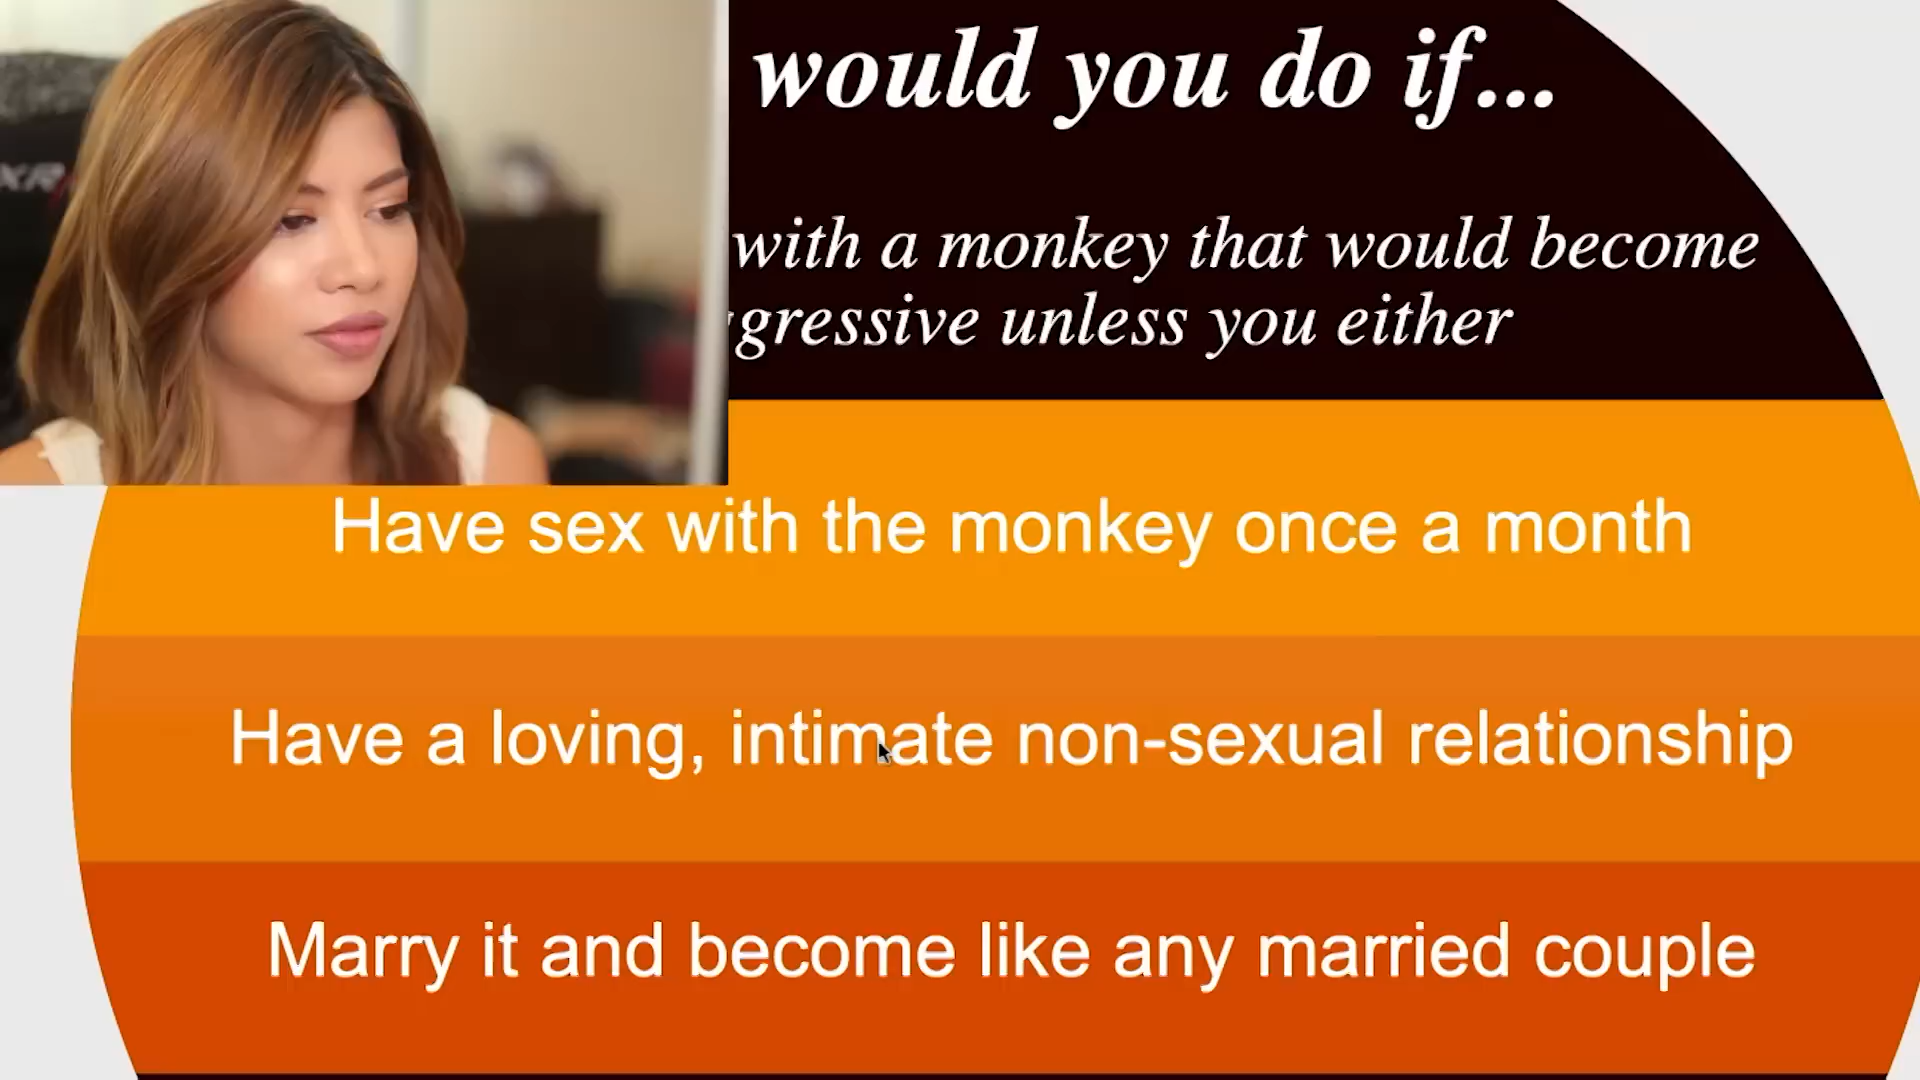 would you do if...
with a monkey that would become
gressive unless you either
Have sex with the monkey once a month
Have a loving, intimate non-sexual relationship
Marry it and become like any married couple